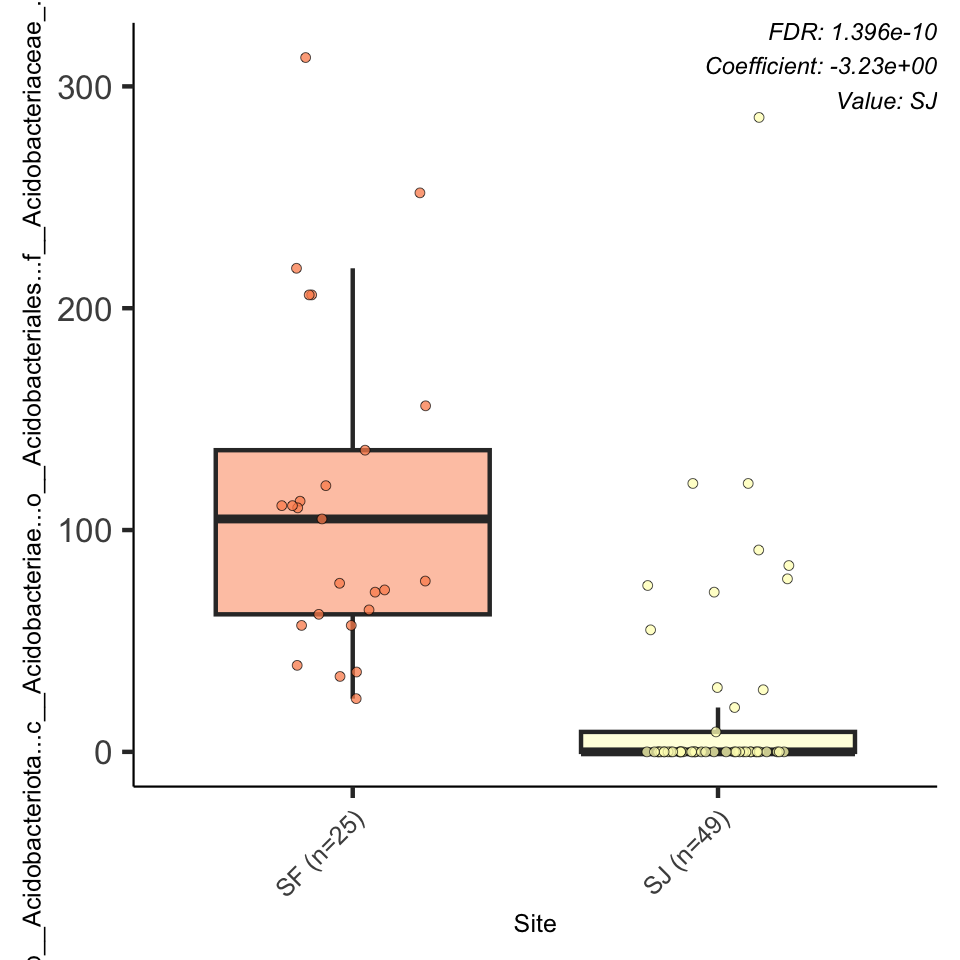 FDR: 1.396e-10
Coefficient: -3.23e+00
Value: SJ
300
200
100
0
__Acidobacteriota...c__Acidobacteriae...o__Acidobacteriales...f__Acidobacteriaceae_.
SF (n=25)
SJ (n=49)
Site